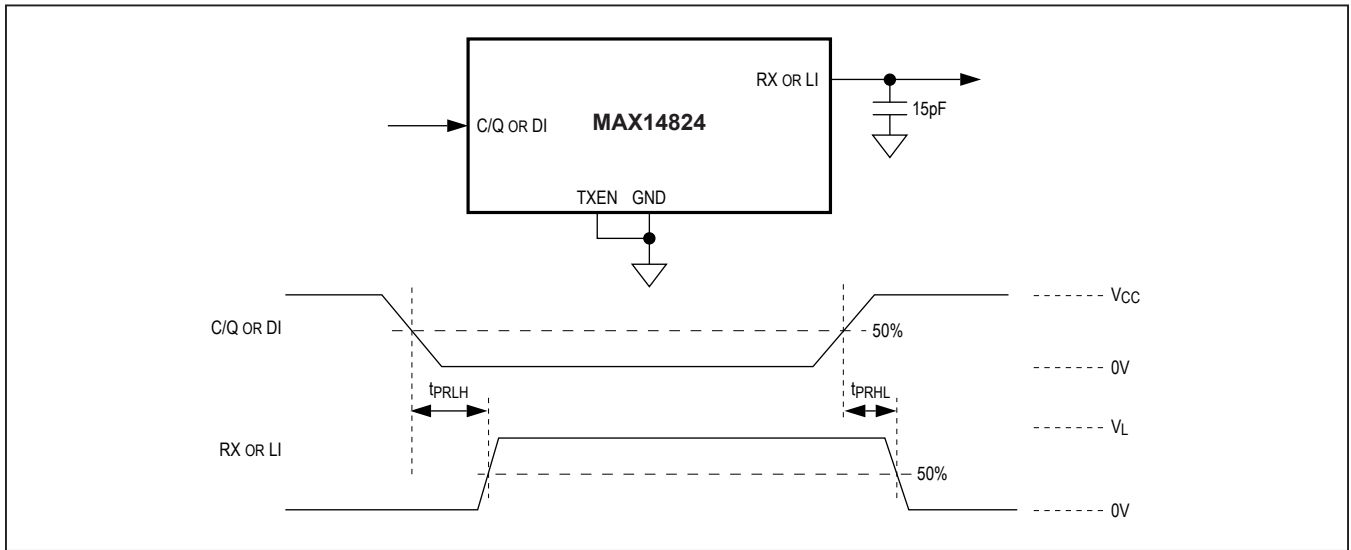 RX OR LI
15pF
C/Q OR DI
MAX14824
TXEN GND
VCC
C/Q OR DI
50%
0V
tPRLH
tPRHL
VL
RX OR LI
50%
0V